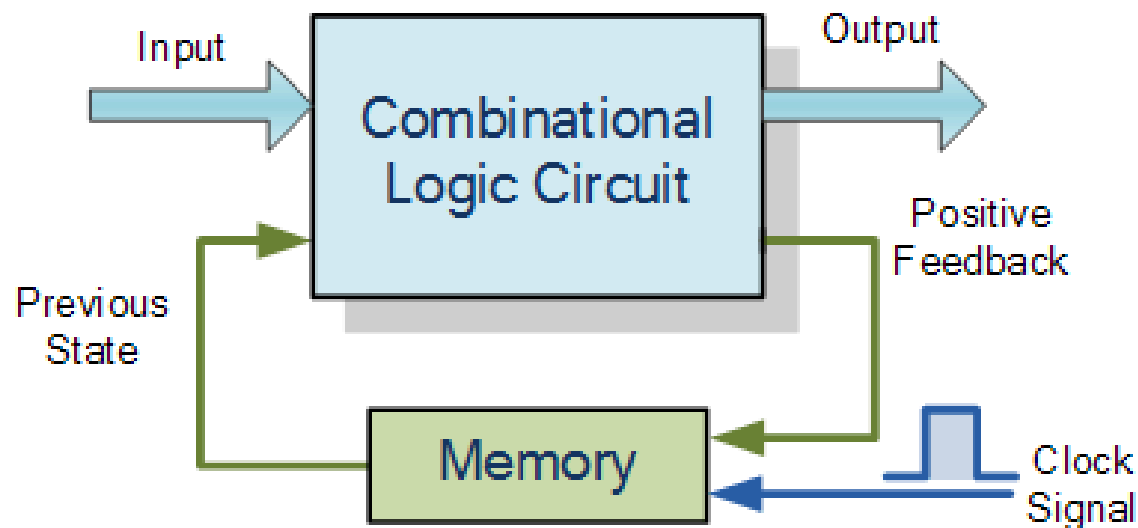 Input
Output
Combinational
Logic Circuit
Positive
Feedback
Previous
State
Memory
Clock
Signal